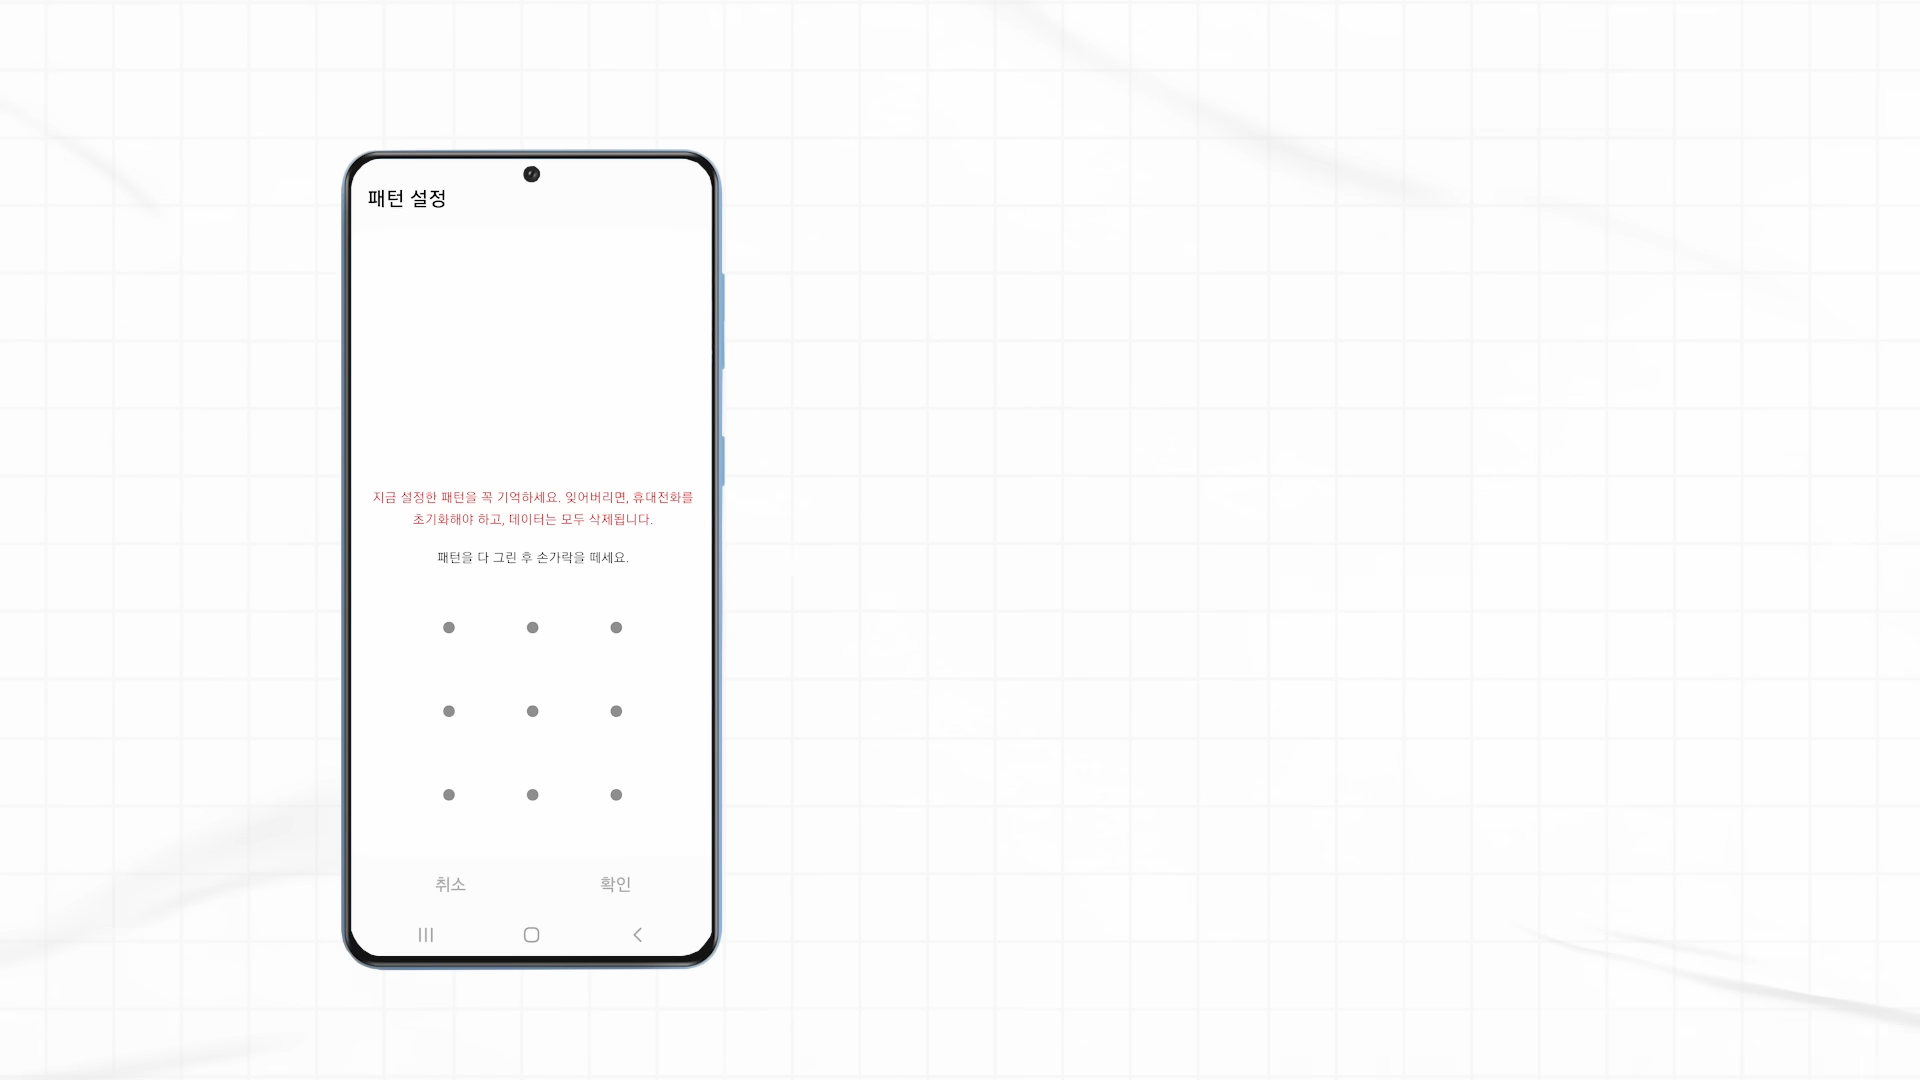 패턴 설정
지금 설정한 패턴을 꼭 기억하세요. 잊어버리면, 휴대전화를
초기화해야 하고, 데이터는 모두 삭제됩니다.
패턴을 다 그린 후 손가락을 떼세요.
취소 확인